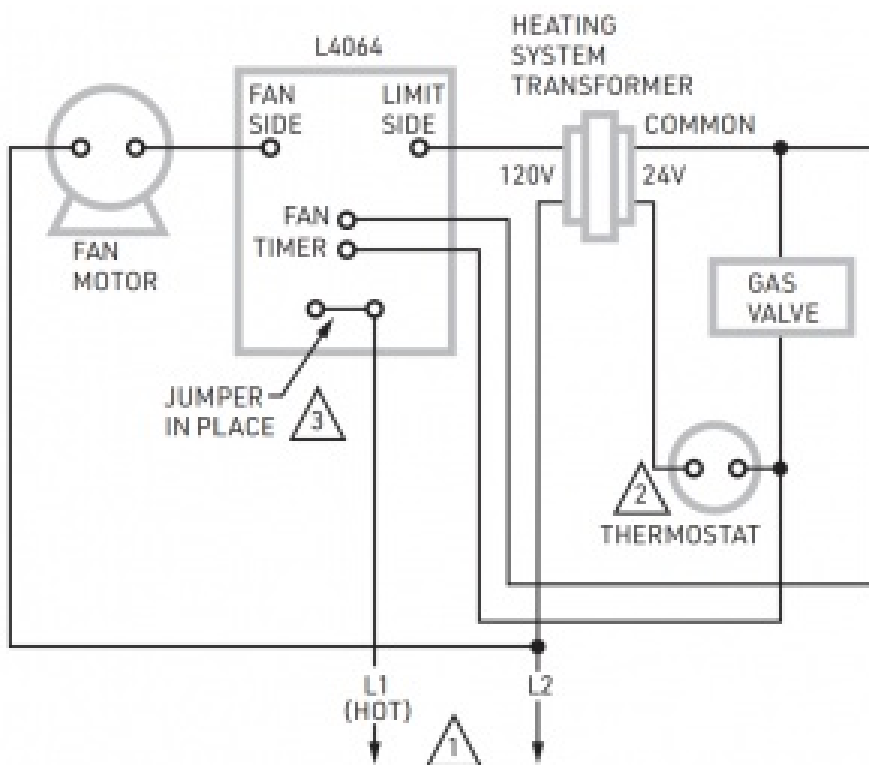 L4064
HEATING
SYSTEM
TRANSFORMER
FAN
SIDE
LIMIT
SIDE
COMMON
120V
24V
FAN
TIMER
FAN
MOTOR
GAS
VALVE
JUMPER
IN PLACE
3
2
THERMOSTAT
L1
(HOT)
L2
1